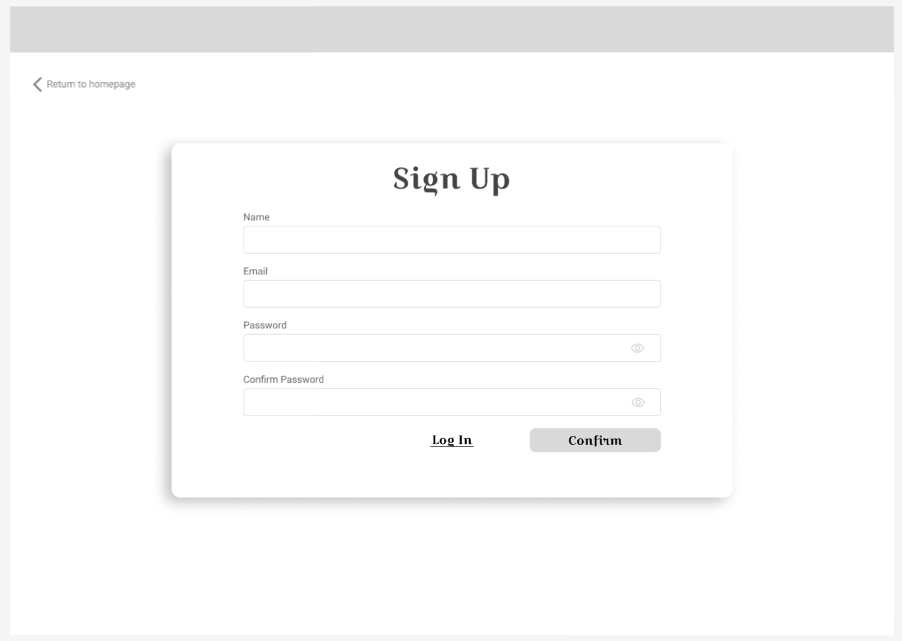 Return to homepage
Sign Up
Name
Email
Password
Confirm Password
Log In
Confirm